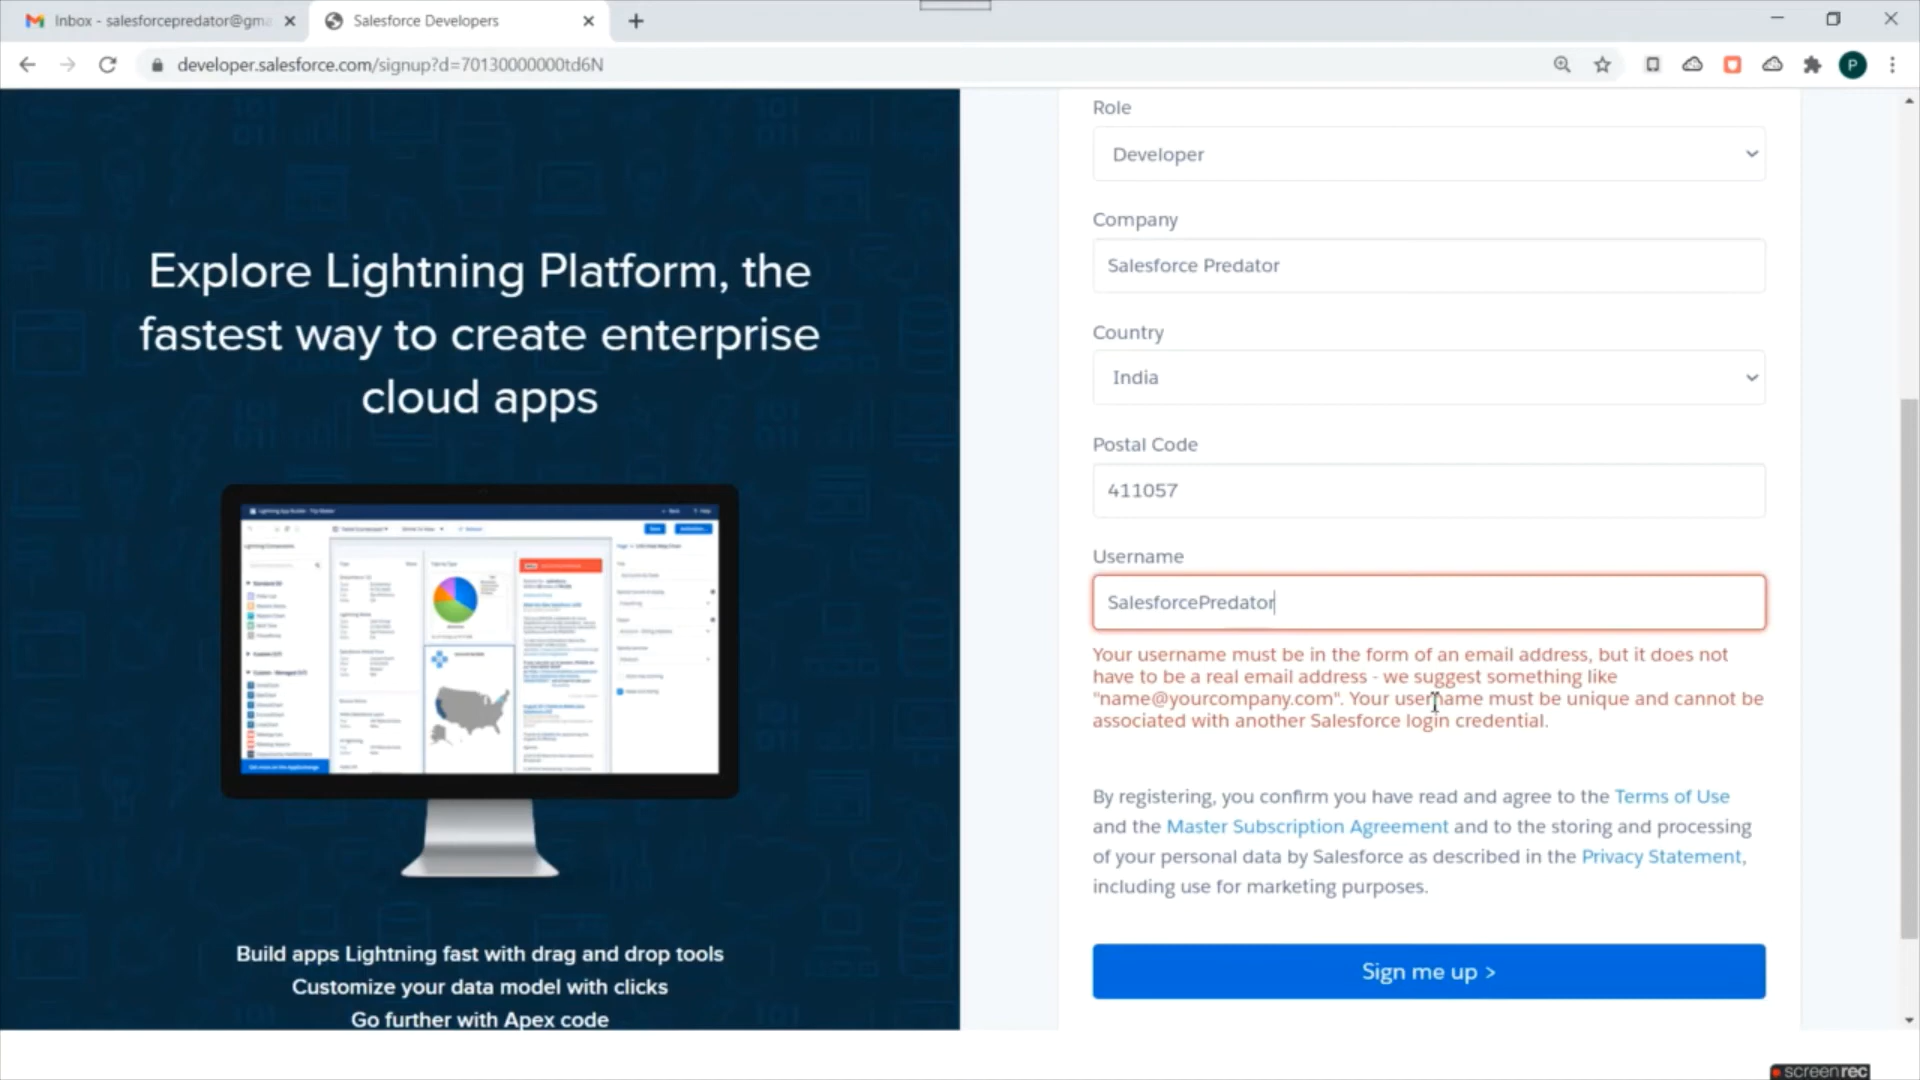 Inbox - salesforcepredator@gma
Salesforce Developers
developer.salesforce.com/signup?d=70130000000td6N
P
Explore Lightning Platform, the
fastest way to create enterprise
cloud apps
Build apps Lightning fast with drag and drop tools
Customize your data model with clicks
Go further with Apex code
Role
Developer
Company
Salesforce Predator
Country
India
Postal Code
411057
Username
SalesforcePredator
Your username must be in the form of an email address, but it does not
have to be a real email address - we suggest something like
"name@yourcompany.com". Your username must be unique and cannot be
associated with another Salesforce login credential.
By registering, you confirm you have read and agree to the Terms of Use
and the Master Subscription Agreement and to the storing and processing
of your personal data by Salesforce as described in the Privacy Statement,
including use for marketing purposes.
Sign me up >
screenrec